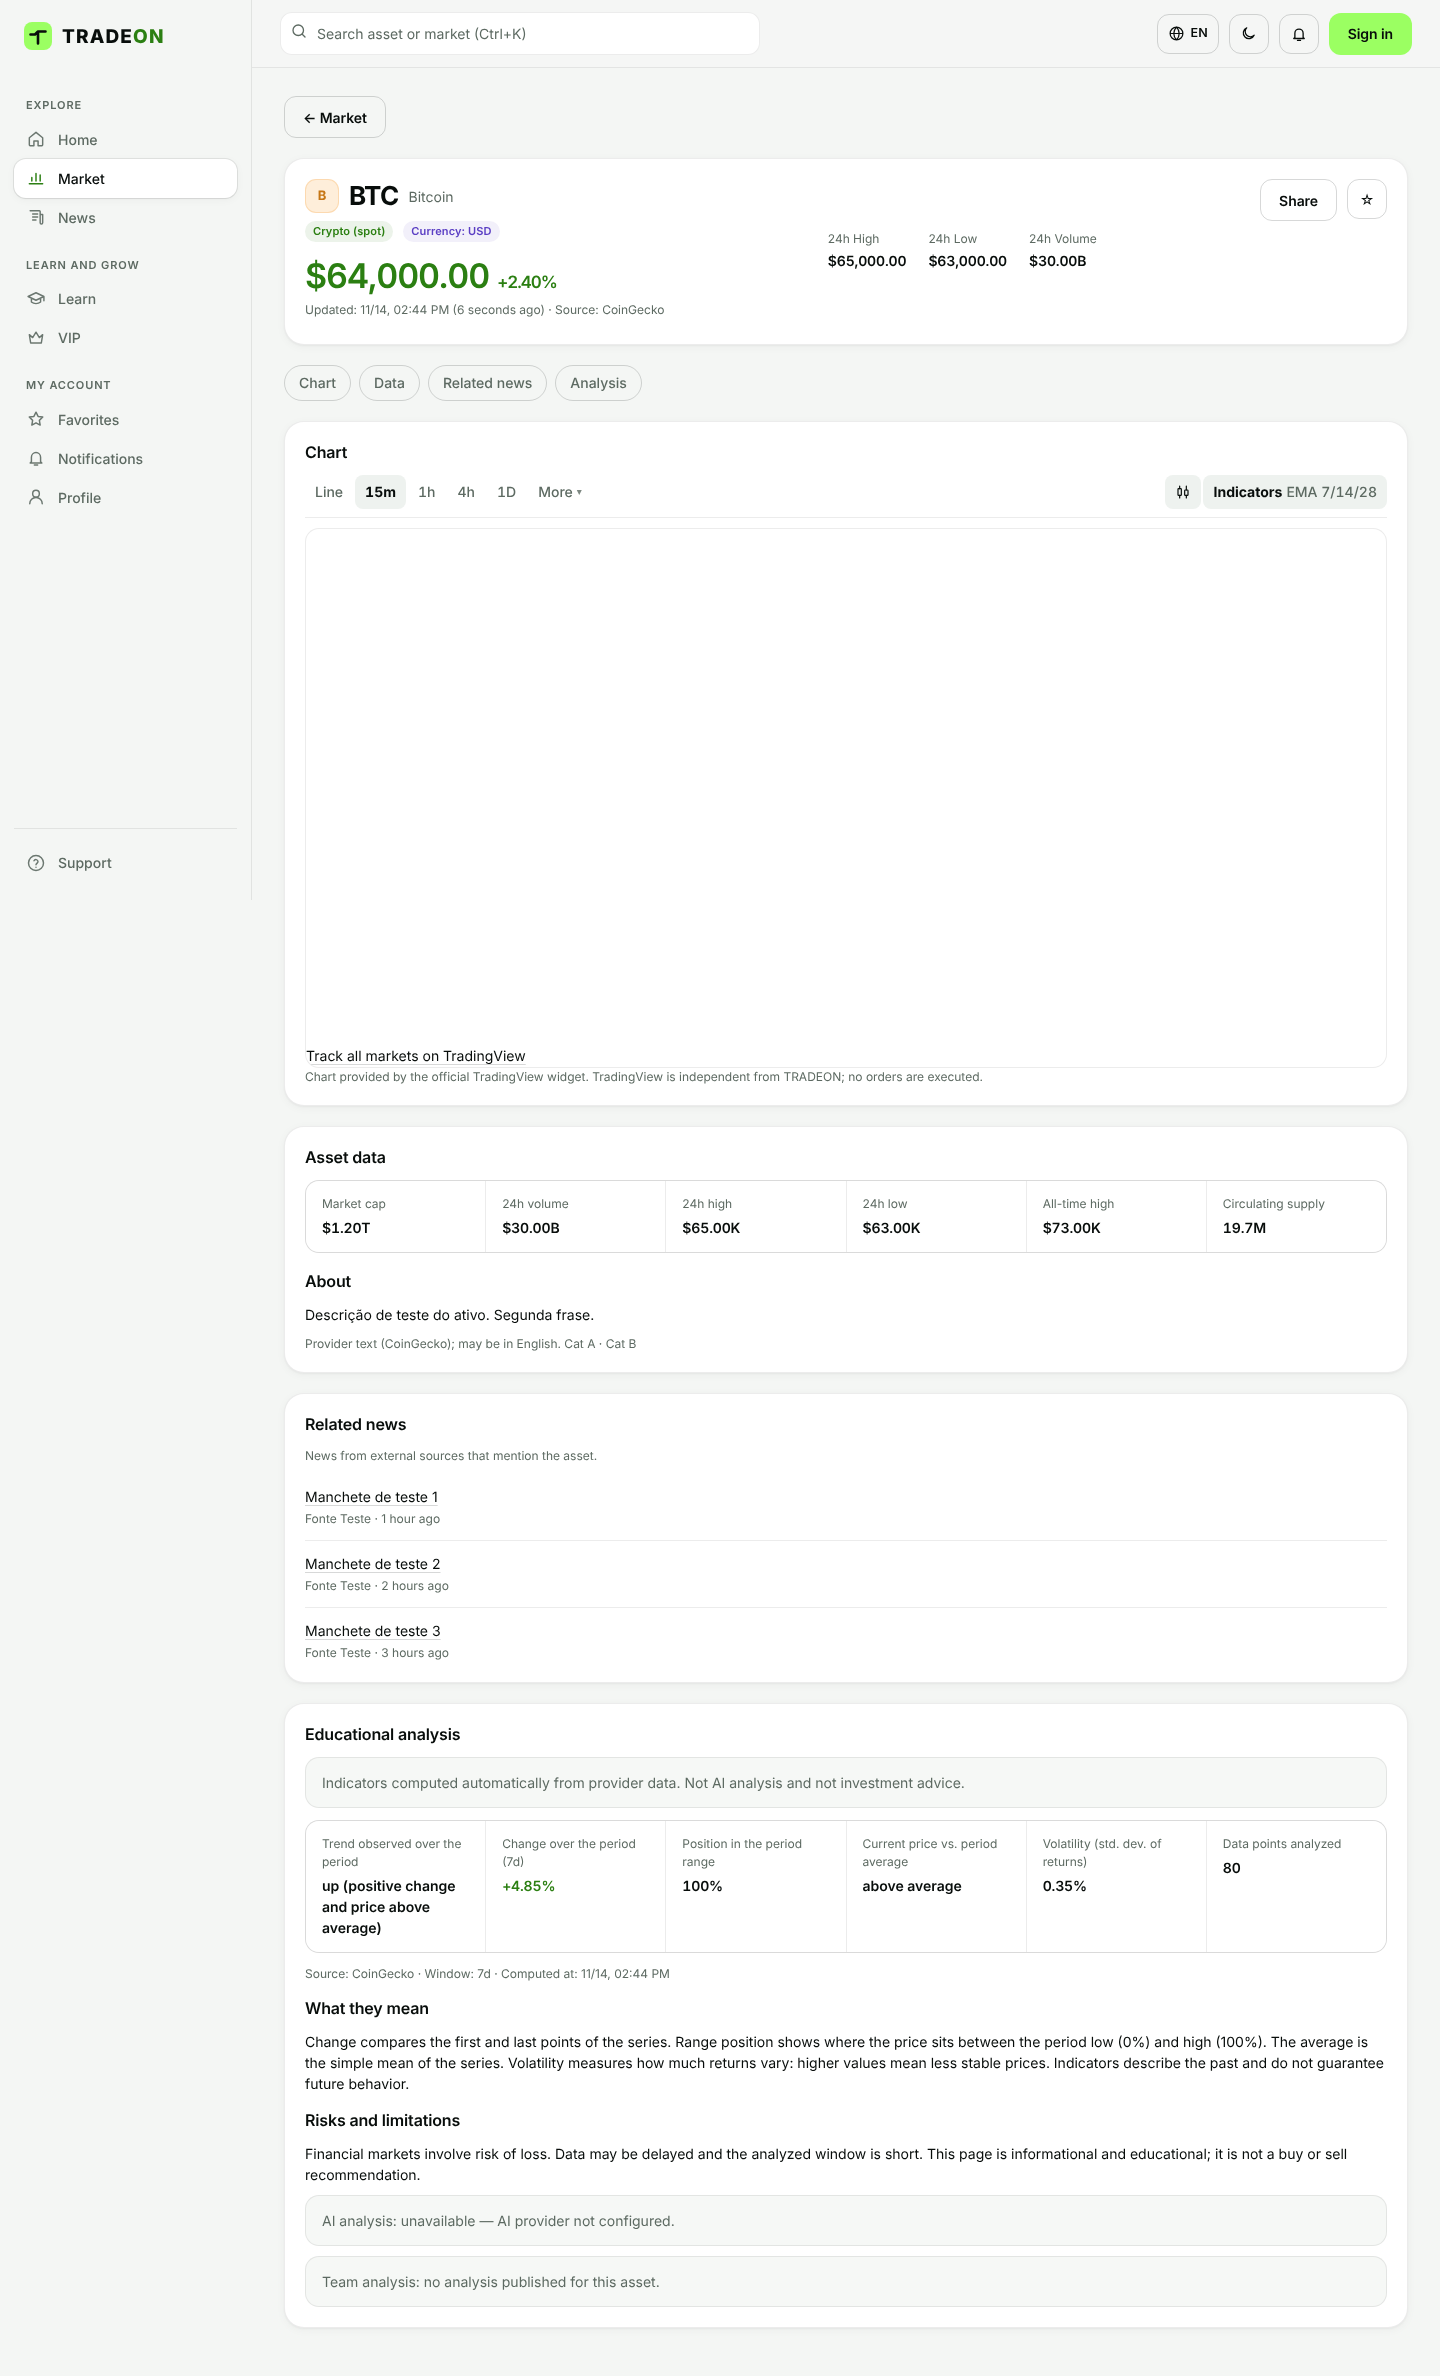 TRADEON
Search asset or market (Ctrl+K)
EN
Sign in
EXPLORE
Home
Market
News
LEARN AND GROW
Learn
VIP
MY ACCOUNT
Favorites
Notifications
Profile
Support
← Market
B
BTC Bitcoin
Crypto (spot) Currency: USD
$64,000.00 +2.40%
Updated: 11/14, 02:44 PM (6 seconds ago) · Source: CoinGecko
24h High 24h Low 24h Volume
$65,000.00 $63,000.00 $30.00B
Share
Chart Data Related news Analysis
Chart
Line 15m 1h 4h 1D More ▾
Indicators EMA 7/14/28
Track all markets on TradingView
Chart provided by the official TradingView widget. TradingView is independent from TRADEON; no orders are executed.
Asset data
Market cap 24h volume 24h high 24h low All-time high Circulating supply
$1.20T $30.00B $65.00K $63.00K $73.00K 19.7M
About
Descrição de teste do ativo. Segunda frase.
Provider text (CoinGecko); may be in English. Cat A · Cat B
Related news
News from external sources that mention the asset.
Manchete de teste 1
Fonte Teste · 1 hour ago
Manchete de teste 2
Fonte Teste · 2 hours ago
Manchete de teste 3
Fonte Teste · 3 hours ago
Educational analysis
Indicators computed automatically from provider data. Not AI analysis and not investment advice.
Trend observed over the
period
up (positive change
and price above
average)
Change over the period
(7d)
+4.85%
Position in the period
range
100%
Current price vs. period
average
above average
Volatility (std. dev. of
returns)
0.35%
Data points analyzed
80
Source: CoinGecko · Window: 7d · Computed at: 11/14, 02:44 PM
What they mean
Change compares the first and last points of the series. Range position shows where the price sits between the period low (0%) and high (100%). The average is
the simple mean of the series. Volatility measures how much returns vary: higher values mean less stable prices. Indicators describe the past and do not guarantee
future behavior.
Risks and limitations
Financial markets involve risk of loss. Data may be delayed and the analyzed window is short. This page is informational and educational; it is not a buy or sell
recommendation.
AI analysis: unavailable — AI provider not configured.
Team analysis: no analysis published for this asset.